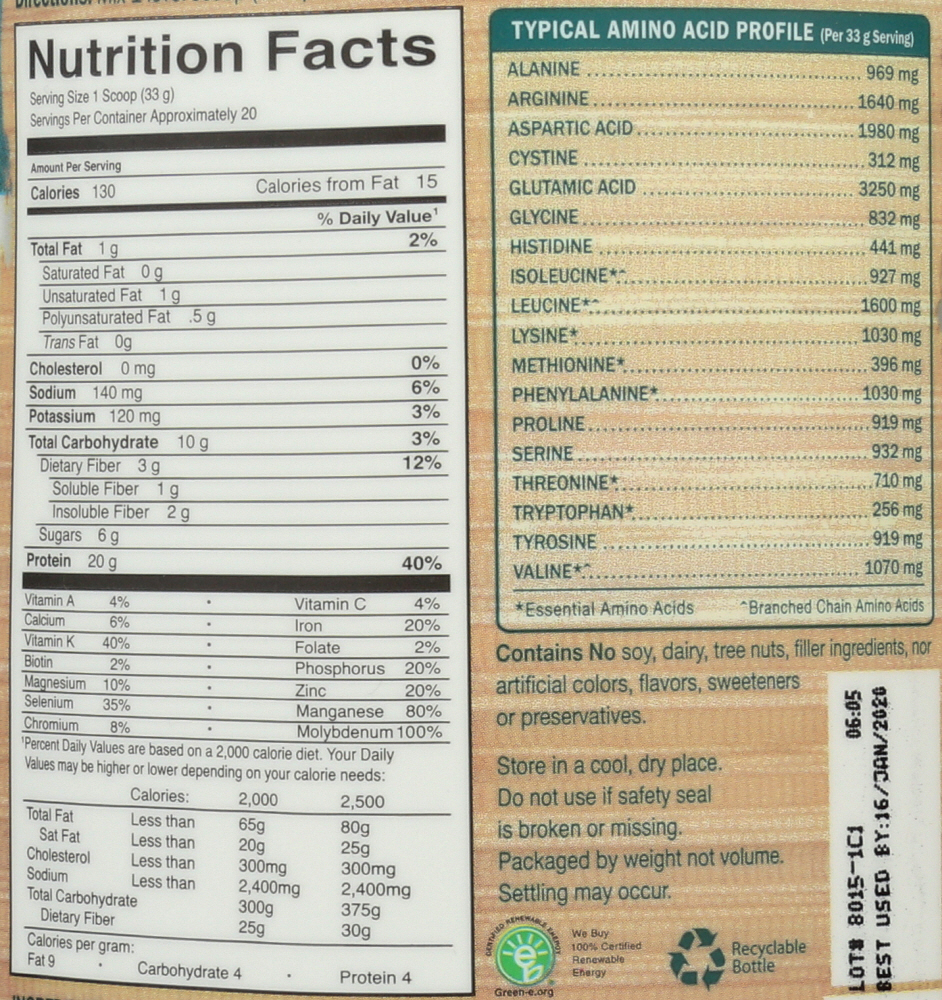 Nutrition Facts
Serving Size 1 Scoop (33 g)
Servings Per Container Approximately 20
Amount Per Serving
Calories 130 Calories from Fat 15
% Daily Value¹
Total Fat 1 g 2%
Saturated Fat 0 g
Unsaturated Fat 1 g
Polyunsaturated Fat .5 g
Trans Fat 0g
Cholesterol 0 mg 0%
Sodium 140 mg 6%
Potassium 120 mg 3%
Total Carbohydrate 10 g 3%
Dietary Fiber 3 g 12%
Soluble Fiber 1 g
Insoluble Fiber 2 g
Sugars 6 g
Protein 20 g 40%
Vitamin A 4% • Vitamin C 4%
Calcium 6% • Iron 20%
Vitamin K 40% • Folate 2%
Biotin 2% • Phosphorus 20%
Magnesium 10% • Zinc 20%
Selenium 35% • Manganese 80%
Chromium 8% • Molybdenum 100%
¹Percent Daily Values are based on a 2,000 calorie diet. Your Daily
Values may be higher or lower depending on your calorie needs:
Calories: 2,000 2,500
Total Fat Less than 65g 80g
Sat Fat Less than 20g 25g
Cholesterol Less than 300mg 300mg
Sodium Less than 2,400mg 2,400mg
Total Carbohydrate 300g 375g
Dietary Fiber 25g 30g
Calories per gram:
Fat 9 • Carbohydrate 4 • Protein 4
TYPICAL AMINO ACID PROFILE (Per 33 g Serving)
ALANINE 969 mg
ARGININE 1640 mg
ASPARTIC ACID 1980 mg
CYSTINE 312 mg
GLUTAMIC ACID 3250 mg
GLYCINE 832 mg
HISTIDINE 441 mg
ISOLEUCINE*^ 927 mg
LEUCINE*^ 1600 mg
LYSINE* 1030 mg
METHIONINE* 396 mg
PHENYLALANINE* 1030 mg
PROLINE 919 mg
SERINE 932 mg
THREONINE* 710 mg
TRYPTOPHAN* 256 mg
TYROSINE 919 mg
VALINE*^ 1070 mg
*Essential Amino Acids ^Branched Chain Amino Acids
Contains No soy, dairy, tree nuts, filler ingredients, nor
artificial colors, flavors, sweeteners
or preservatives.
Store in a cool, dry place.
Do not use if safety seal
is broken or missing.
Packaged by weight not volume.
Settling may occur.
CERTIFIED RENEWABLE ENERGY
Green-e.org
We Buy
100% Certified
Renewable
Energy
Recyclable
Bottle
LOT# 8015-1C1 06:05
BEST USED BY:16/JAN/2020